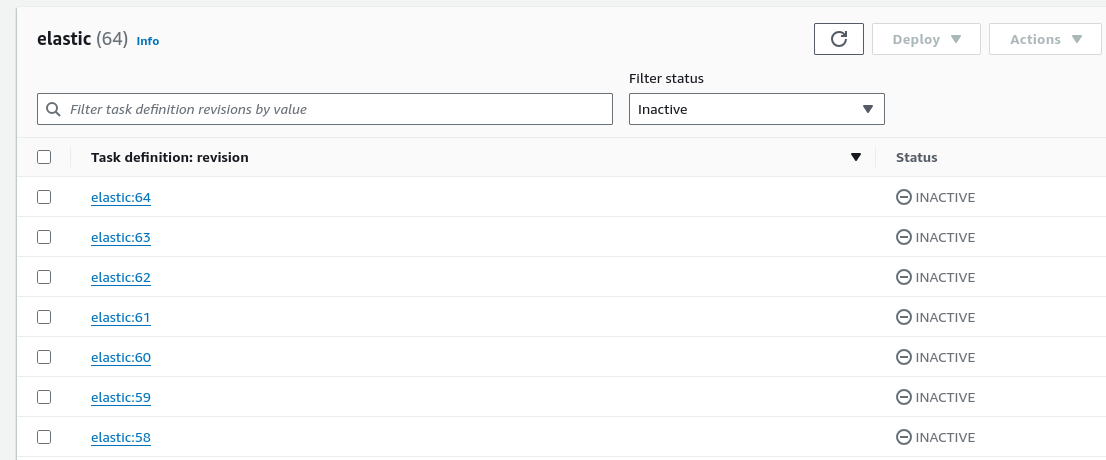 elastic (64) Info
Deploy Actions
Filter status
Filter task definition revisions by value Inactive
Task definition: revision Status
elastic:64 INACTIVE
elastic:63 INACTIVE
elastic:62 INACTIVE
elastic:61 INACTIVE
elastic:60 INACTIVE
elastic:59 INACTIVE
elastic:58 INACTIVE